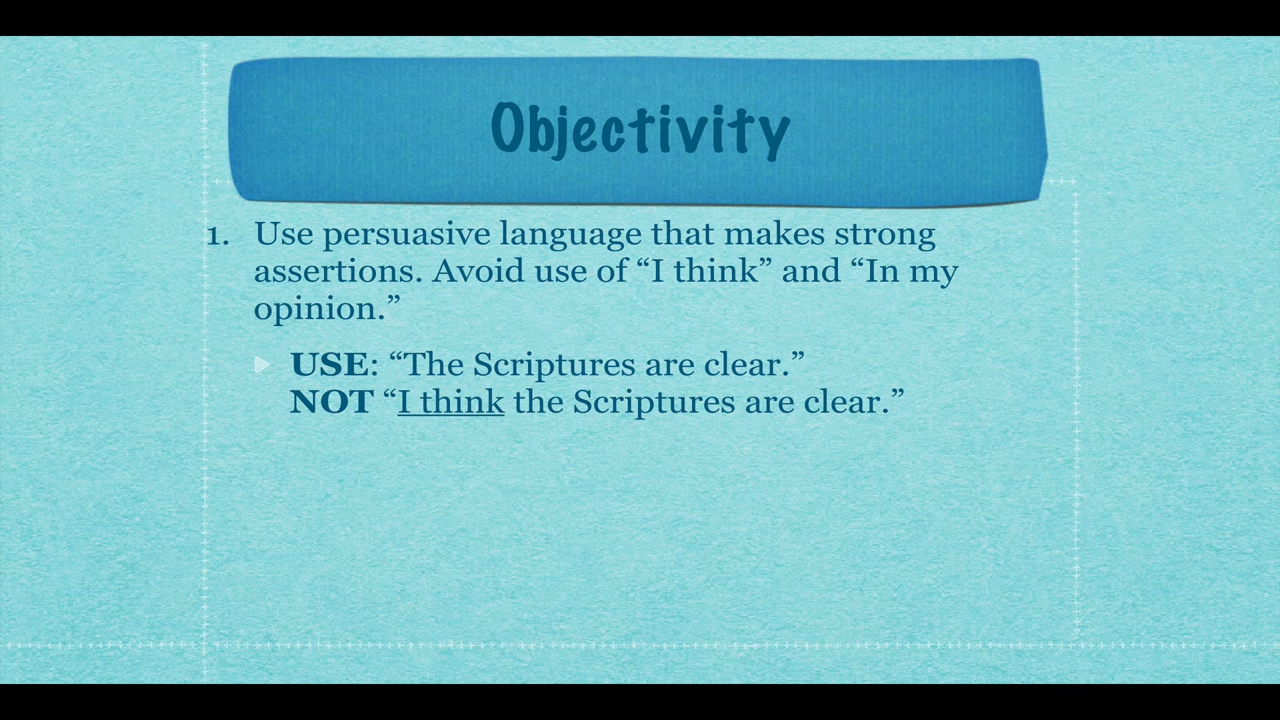 Objectivity
1. Use persuasive language that makes strong
assertions. Avoid use of “I think” and “In my
opinion.”
USE: “The Scriptures are clear.”
NOT “I think the Scriptures are clear.”